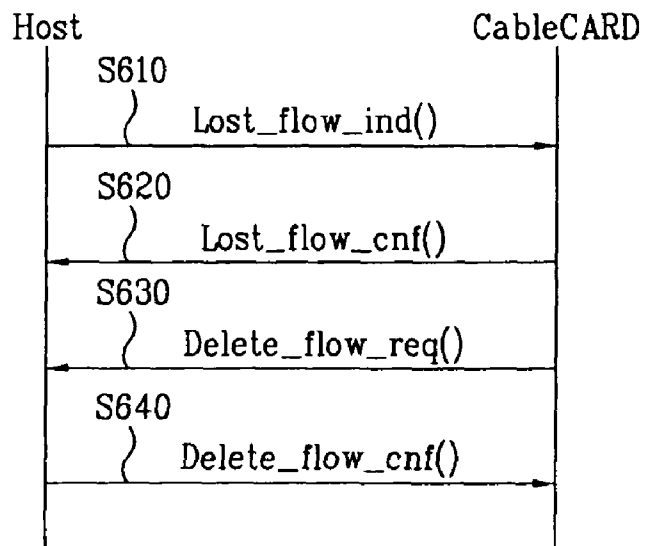 Host CableCARD
S610
Lost_flow_ind()
S620
Lost_flow_cnf()
S630
Delete_flow_req()
S640
Delete_flow_cnf()